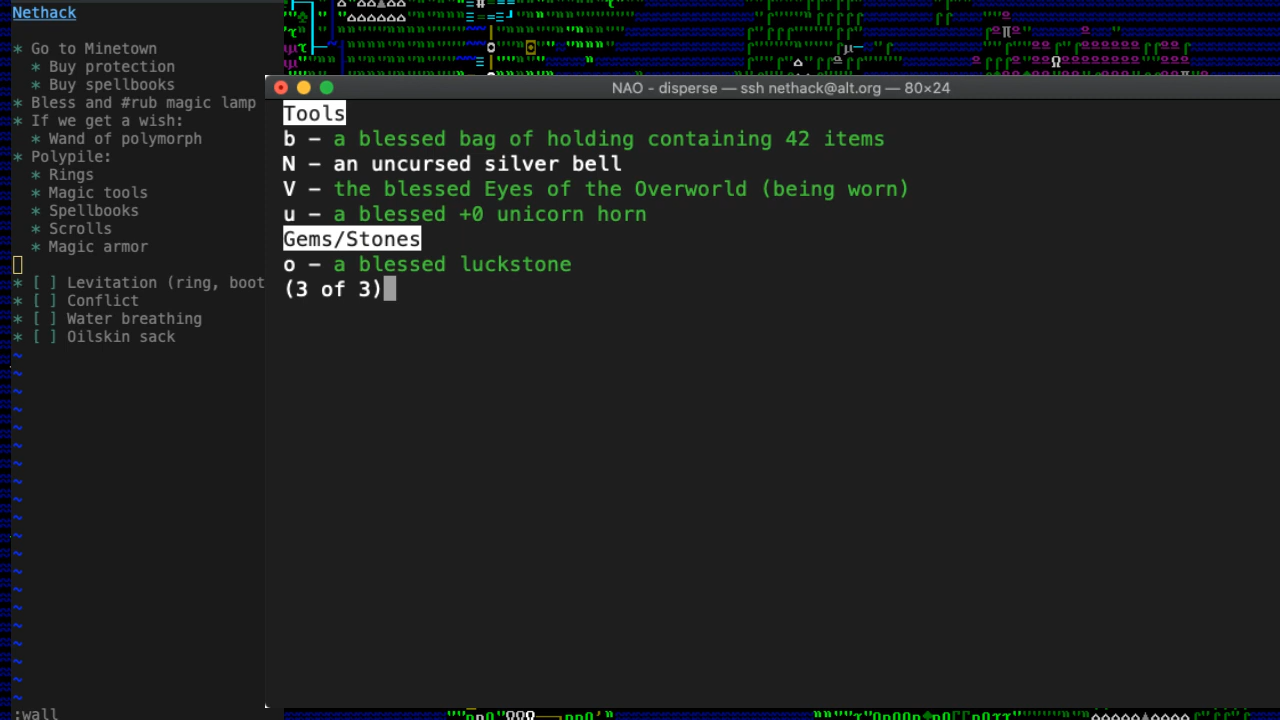 Nethack
* Go to Minetown
* Buy protection
* Buy spellbooks
* Bless and #rub magic lamp
* If we get a wish:
* Wand of polymorph
* Polypile:
* Rings
* Magic tools
* Spellbooks
* Scrolls
* Magic armor
* [ ] Levitation (ring, boot
* [ ] Conflict
* [ ] Water breathing
* [ ] Oilskin sack
:wall
NAO - disperse — ssh nethack@alt.org — 80×24
Tools
b - a blessed bag of holding containing 42 items
N - an uncursed silver bell
V - the blessed Eyes of the Overworld (being worn)
u - a blessed +0 unicorn horn
Gems/Stones
o - a blessed luckstone
(3 of 3)